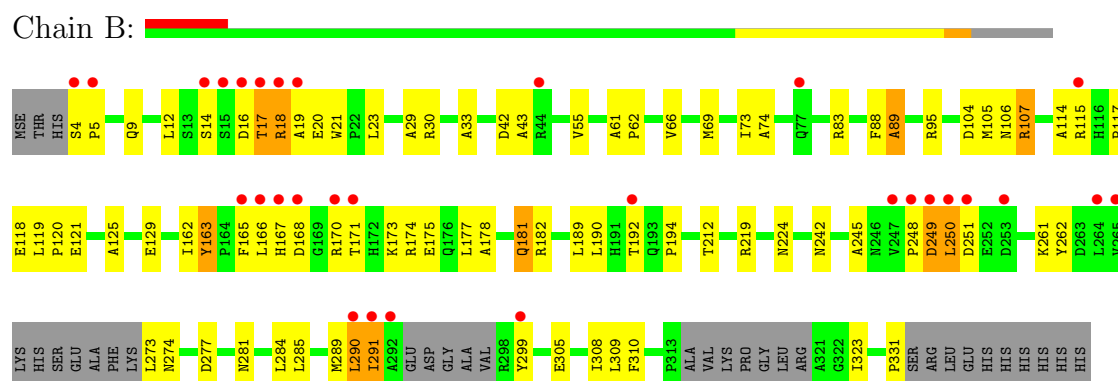 Chain B:
MSE THR HIS S4 P5 Q9 L12 S13 S14 S15 D16 T17 R18 A19 E20 W21 P22 L23 A29 R30 A33 D42 A43 R44 V55 A61 P62 V66 M69 I73 A74 Q77 R83 F88 A89 R95 D104 M105 N106 R107 A114 R115 H116
E118 L119 P120 E121 A125 E129 I162 Y163 P164 F165 L166 H167 D168 G169 R170 T171 H172 K173 R174 E175 Q176 L177 A178 Q181 R182 L189 L190 H191 T192 Q193 P194 T212 R219 N224 N242 A245 N246 V247 P248 D249 L250 D251 E252 D253 K261 Y262 D263 L264
LYS HIS SER GLU ALA PHE LYS L273 N274 D277 N281 L284 L285 M289 L290 I291 A292 GLU ASP GLY ALA VAL R298 Y299 E305 I308 L309 F310 P313 ALA VAL LYS PRO GLY LEU ARG A321 G322 I323 P331 SER ARG LEU GLU HIS HIS HIS HIS HIS HIS